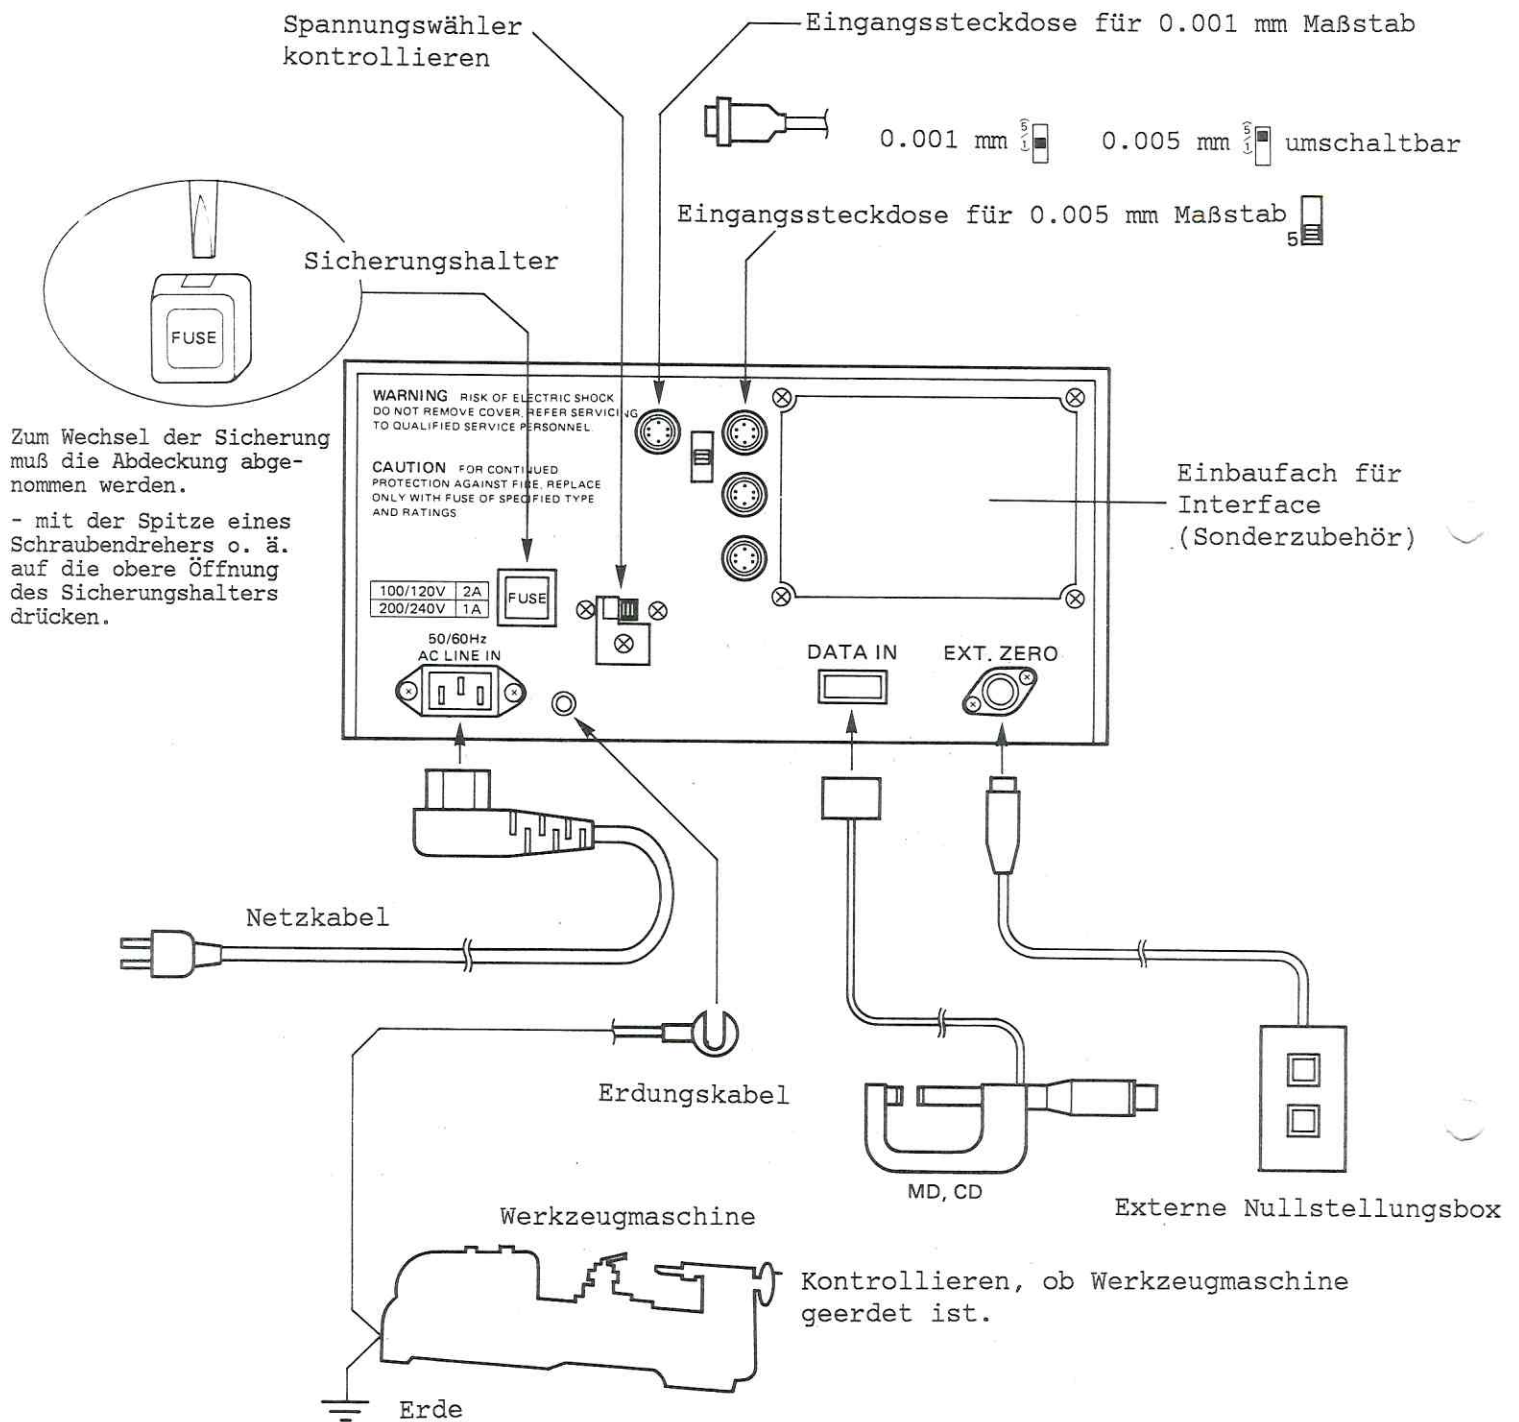 Spannungswähler
kontrollieren
Eingangssteckdose für 0.001 mm Maßstab
0.001 mm 5 1 0.005 mm 5 1 umschaltbar
Eingangssteckdose für 0.005 mm Maßstab
5
Sicherungshalter
FUSE
Zum Wechsel der Sicherung
muß die Abdeckung abge-
nommen werden.
- mit der Spitze eines
Schraubendrehers o. ä.
auf die obere Öffnung
des Sicherungshalters
drücken.
WARNING RISK OF ELECTRIC SHOCK
DO NOT REMOVE COVER, REFER SERVICING
TO QUALIFIED SERVICE PERSONNEL.
CAUTION FOR CONTINUED
PROTECTION AGAINST FIRE, REPLACE
ONLY WITH FUSE OF SPECIFIED TYPE
AND RATINGS
100/120V 2A
200/240V 1A
FUSE
50/60Hz
AC LINE IN
DATA IN
EXT. ZERO
Einbaufach für
Interface
(Sonderzubehör)
Netzkabel
Erdungskabel
MD, CD
Externe Nullstellungsbox
Werkzeugmaschine
Kontrollieren, ob Werkzeugmaschine
geerdet ist.
Erde